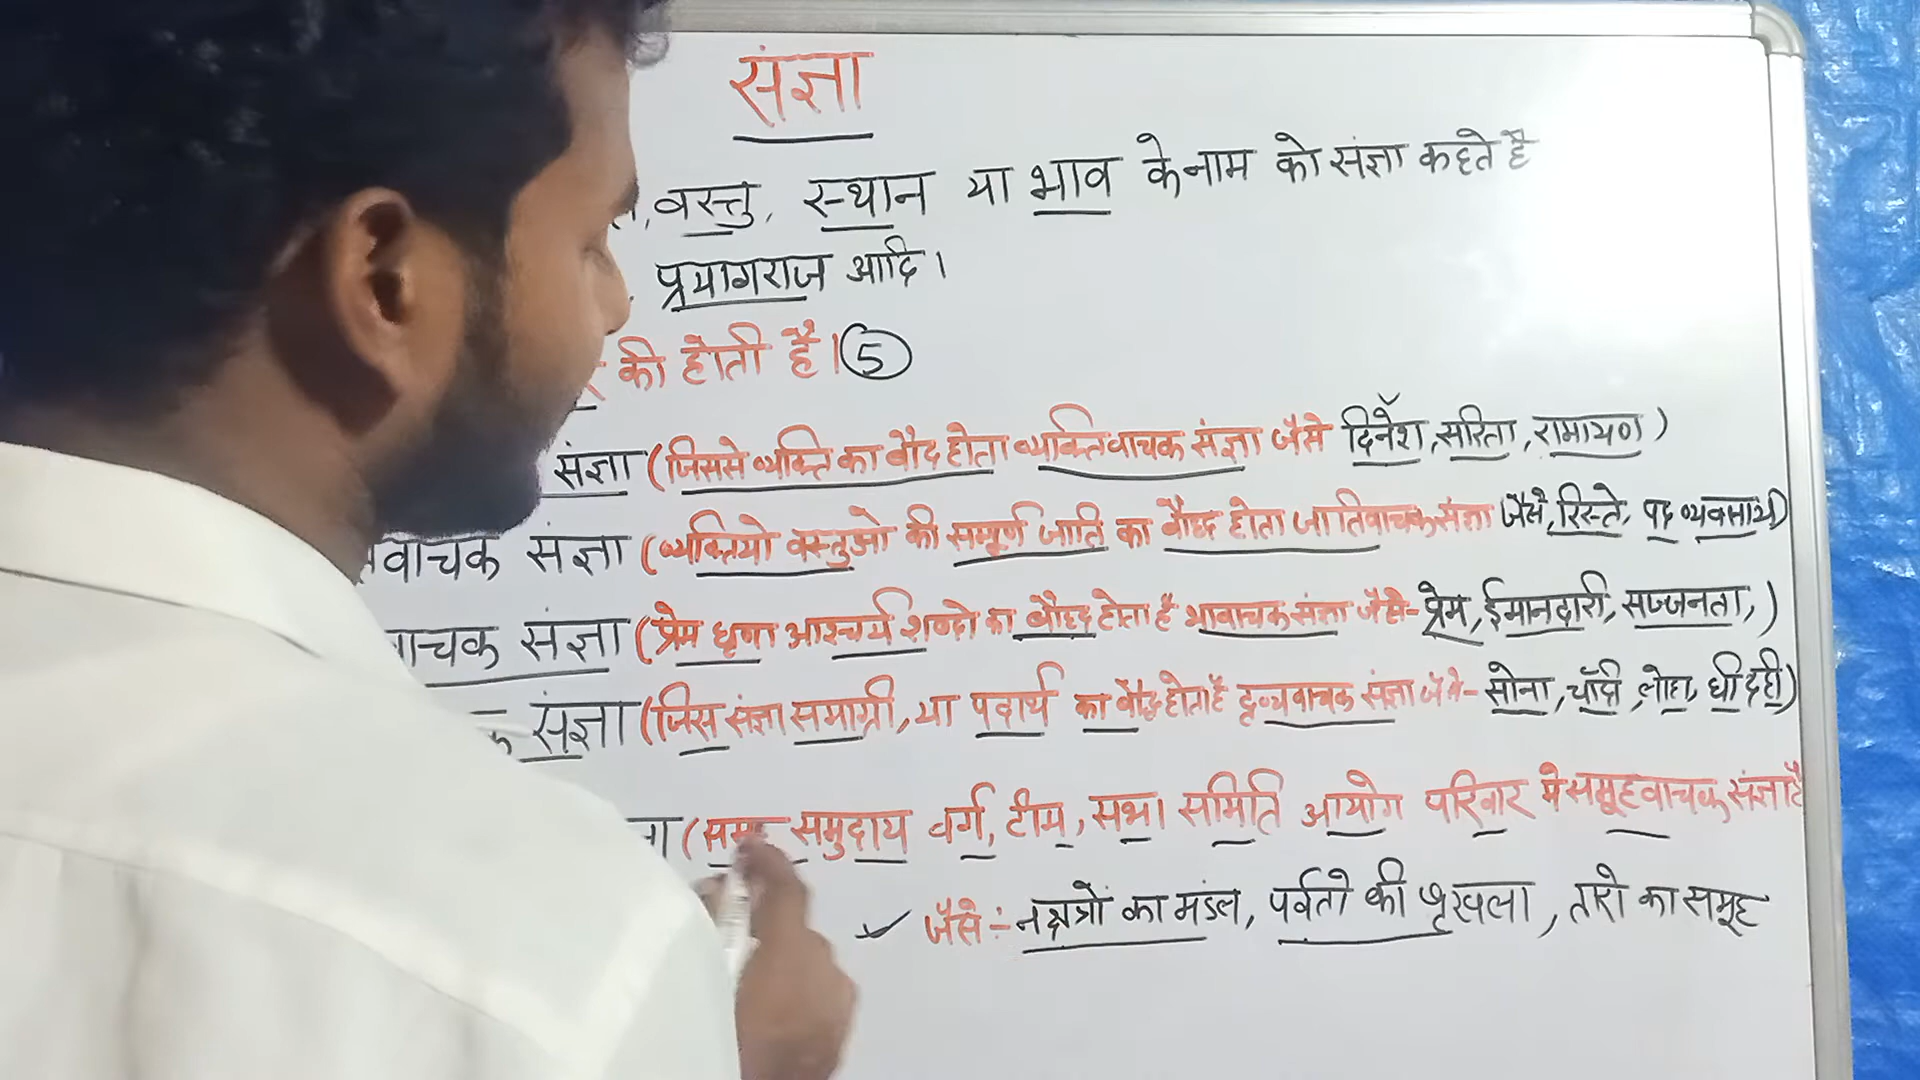 संज्ञा
,वस्तु, स्थान या भाव के नाम को संज्ञा कहते है
, प्रयागराज आदि।
की होती है। 5
संज्ञा (जिससे व्यक्ति का बौद होता व्यक्तिवाचक संज्ञा जैसे दिनेश ,सरिता, रामायण)
वाचक संज्ञा (व्यक्तियो वस्तुओ की सम्पूर्ण जाति का बौद्ध होता जातिवाचक संज्ञा जैसे, रिस्ते, पद व्यवसाय)
वाचक संज्ञा (प्रेम घृणा आश्चर्य शब्दो का बौद्ध होता है भाववाचक संज्ञा जैसे- प्रेम, ईमानदारी, सज्जनता, )
क संज्ञा (जिस संज्ञा समाग्री, या पदार्थ का बौद्ध होता है द्रव्यवाचक संज्ञा जैसे- सोना, चाँदी, लोहा, घी दही)
(समुदाय वर्ग, टीम, सभा समिति आयोग परिवार मे समूहवाचक संज्ञा है
जैसे :- नक्षत्रों का मंडल, पर्वतो की श्रृखला, तारो का समूह